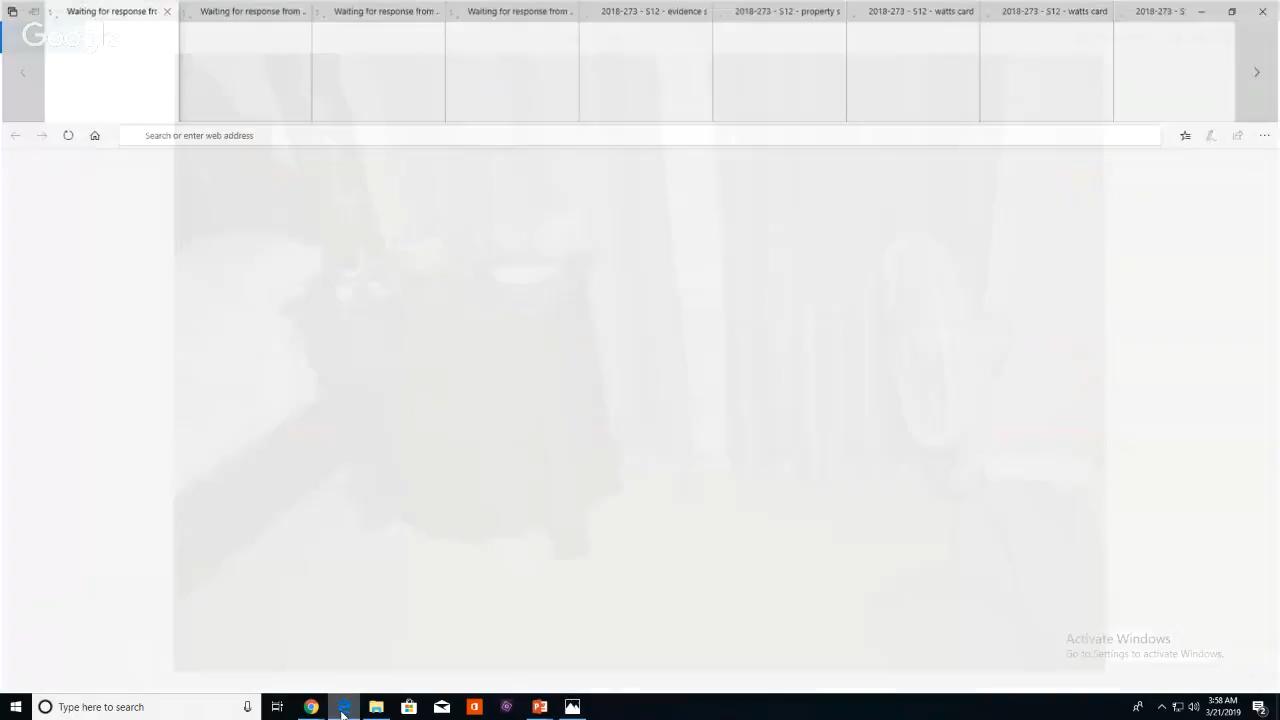 Waiting for response fr
Waiting for response from
Waiting for response from
Waiting for response from
2018-273 - S12 - evidence s
2018-273 - S12 - property s
2018-273 - S12 - watts card
2018-273 - S12 - watts card
2018-273 - S
Google
Search or enter web address
Activate Windows
Go to Settings to activate Windows.
Type here to search
3:58 AM
3/21/2019
2